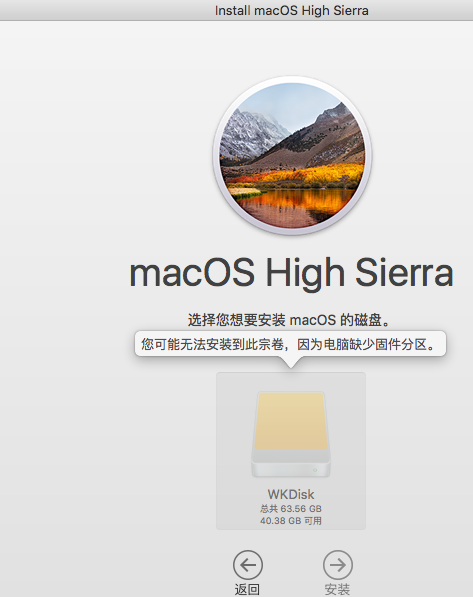 Install macOS High Sierra
macOS High Sierra
选择您想要安装 macOS 的磁盘。
您可能无法安装到此宗卷，因为电脑缺少固件分区。
WKDisk
总共 63.56 GB
40.38 GB 可用
返回
安装